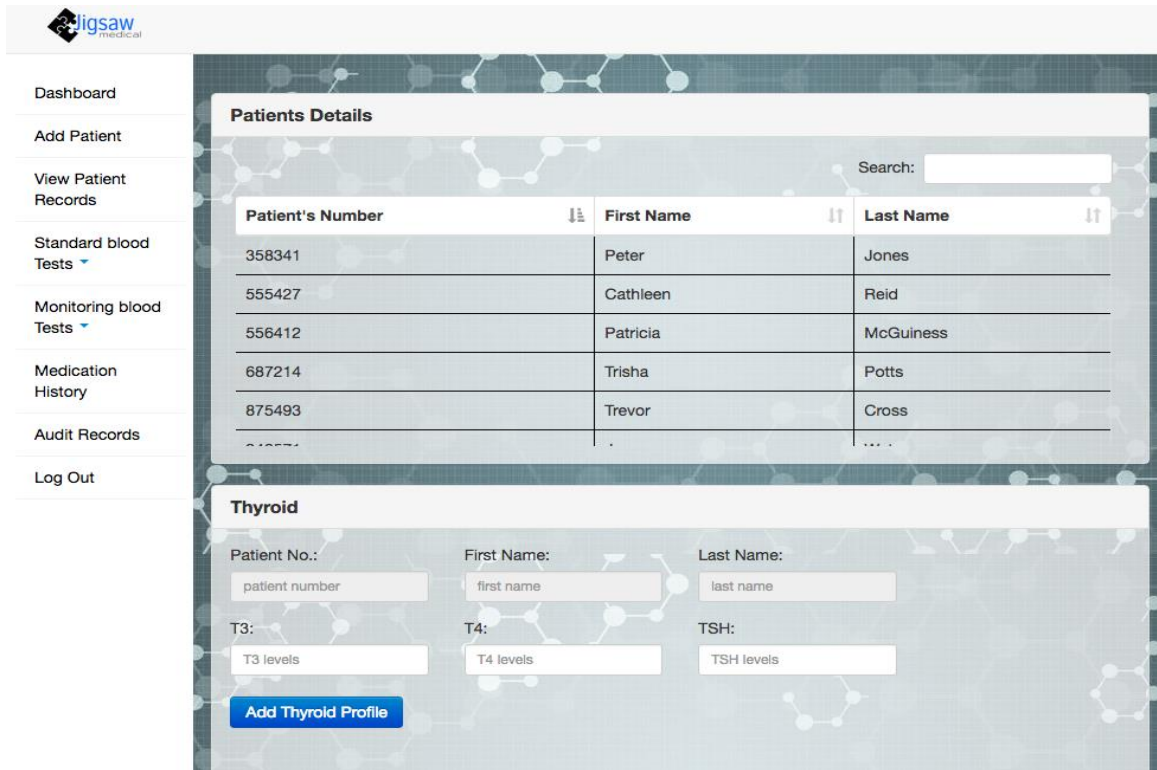 Jigsaw
medical
Dashboard
Add Patient
View Patient
Records
Standard blood
Tests
Monitoring blood
Tests
Medication
History
Audit Records
Log Out
Patients Details
Search:
Patient's Number First Name Last Name
358341 Peter Jones
555427 Cathleen Reid
556412 Patricia McGuiness
687214 Trisha Potts
875493 Trevor Cross
Thyroid
Patient No.: First Name: Last Name:
patient number first name last name
T3: T4: TSH:
T3 levels T4 levels TSH levels
Add Thyroid Profile